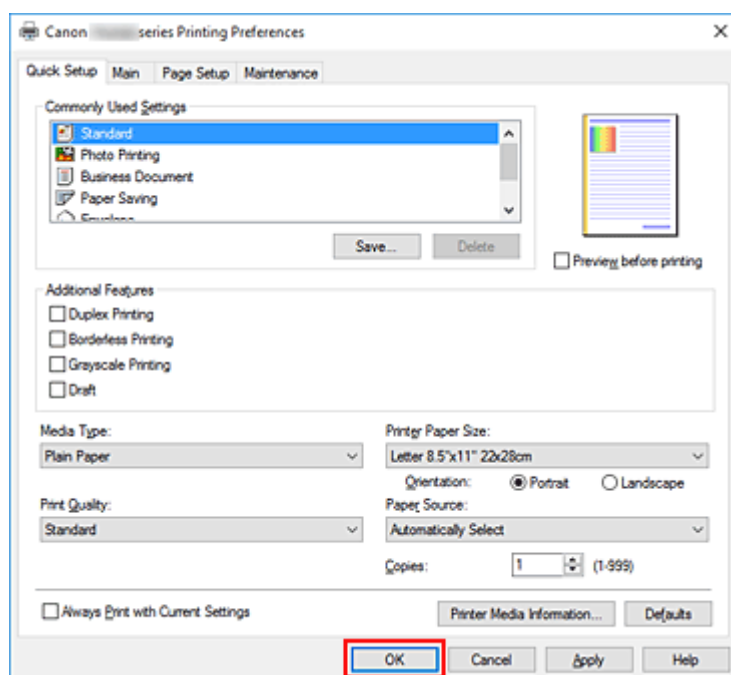 Canon series Printing Preferences
Quick Setup Main Page Setup Maintenance
Commonly Used Settings
Standard
Photo Printing
Business Document
Paper Saving
Envelope
Save... Delete
Preview before printing
Additional Features
Duplex Printing
Borderless Printing
Grayscale Printing
Draft
Media Type:
Plain Paper
Printer Paper Size:
Letter 8.5"x11" 22x28cm
Orientation: Portrait Landscape
Print Quality:
Standard
Paper Source:
Automatically Select
Copies: 1 (1-999)
Always Print with Current Settings
Printer Media Information... Defaults
OK Cancel Apply Help